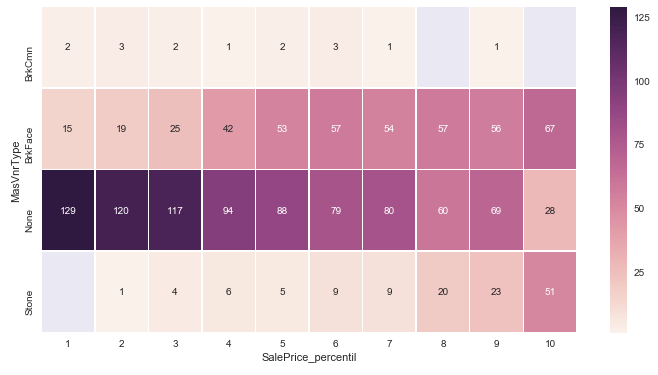 BrkCmn 2 3 2 1 2 3 1 1
BrkFace 15 19 25 42 53 57 54 57 56 67
None 129 120 117 94 88 79 80 60 69 28
Stone 1 4 6 5 9 9 20 23 51
MasVnrType
1 2 3 4 5 6 7 8 9 10
SalePrice_percentil
125
100
75
50
25